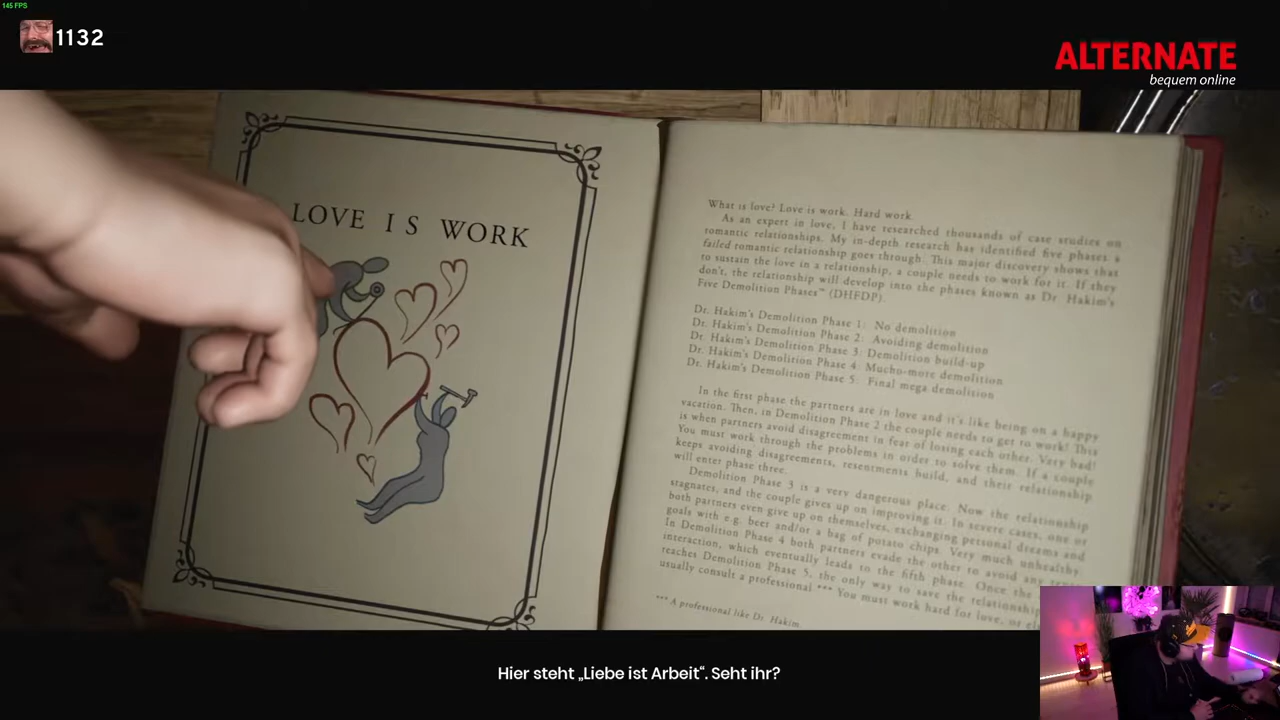 145 FPS
1132
ALTERNATE
bequem online
LOVE IS WORK
What is love? Love is work. Hard work.
As an expert in love, I have researched thousands of case studies on
romantic relationships. My in-depth research has identified five phases a
failed romantic relationship goes through. This major discovery shows that
to sustain the love in a relationship, a couple needs to work for it. If they
don't, the relationship will develop into the phases known as Dr. Hakim's
Five Demolition Phases™ (DHFDP).
Dr. Hakim's Demolition Phase 1: No demolition
Dr. Hakim's Demolition Phase 2: Avoiding demolition
Dr. Hakim's Demolition Phase 3: Demolition build-up
Dr. Hakim's Demolition Phase 4: Mucho-more demolition
Dr. Hakim's Demolition Phase 5: Final mega demolition
In the first phase the partners are in love and it's like being on a happy
vacation. Then, in Demolition Phase 2 the couple needs to get to work! This
is when partners avoid disagreement in fear of losing each other. Very bad!
You must work through the problems in order to solve them. If a couple
keeps avoiding disagreements, resentments build, and their relationship
will enter phase three.
Demolition Phase 3 is a very dangerous place. Now the relationship
stagnates, and the couple gives up on improving it. In severe cases, one or
both partners even give up on themselves, exchanging personal dreams and
goals with e.g. beer and/or a bag of potato chips. Very much unhealthy.
In Demolition Phase 4 both partners evade the other to avoid any
interaction, which eventually leads to the fifth phase. Once the
reaches Demolition Phase 5, the only way to save the relationship
usually consult a professional *** You must work hard for love, or
*** A professional like Dr. Hakim.
Hier steht „Liebe ist Arbeit“. Seht ihr?